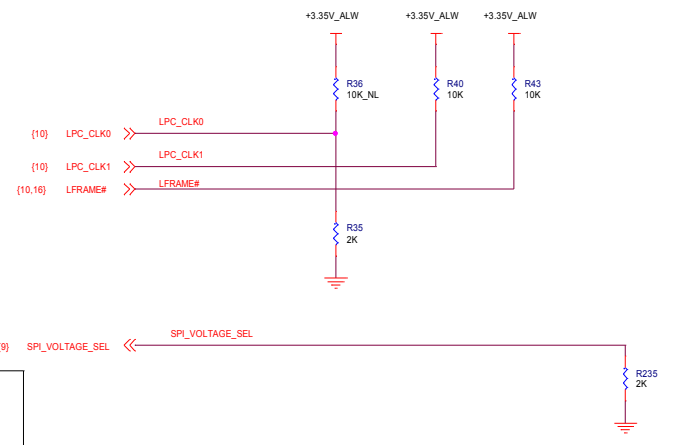 +3.35V_ALW +3.35V_ALW +3.35V_ALW
R36 R40 R43
10K_NL 10K 10K
{10} LPC_CLK0 LPC_CLK0
{10} LPC_CLK1 LPC_CLK1
{10,16} LFRAME# LFRAME#
R35
2K
9} SPI_VOLTAGE_SEL SPI_VOLTAGE_SEL
R235
2K